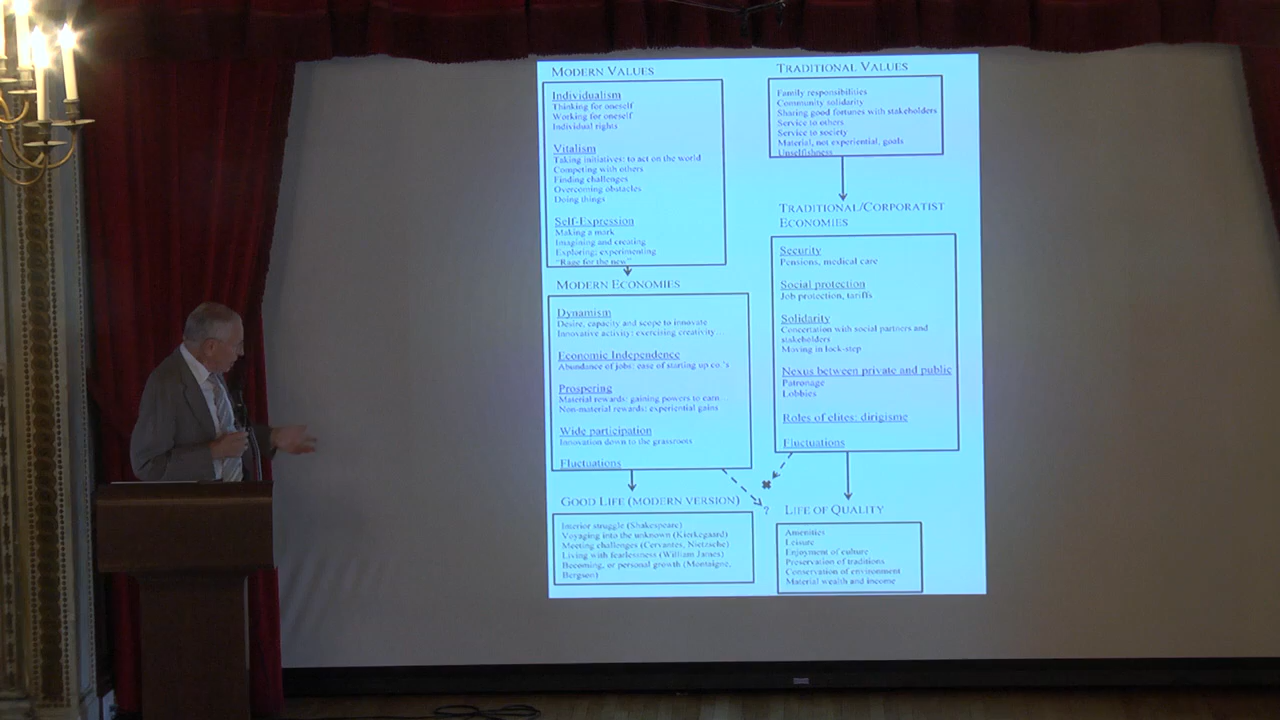 MODERN VALUES
Individualism
Thinking for oneself
Working for oneself
Individual rights
Vitalism
Taking initiatives: to act on the world
Competing with others
Finding challenges
Overcoming obstacles
Doing things
Self-Expression
Making a mark
Imagining and creating
Exploring; experimenting
"Rage for the new"
MODERN ECONOMIES
Dynamism
Desire, capacity and scope to innovate
Innovative activity: exercising creativity…
Economic Independence
Abundance of jobs: ease of starting up co.'s
Prospering
Material rewards: gaining powers to earn
Non-material rewards: experiential gains
Wide participation
Innovation down to the grassroots
Fluctuations
GOOD LIFE (MODERN VERSION)
Interior struggle (Shakespeare)
Voyaging into the unknown (Kierkegaard)
Meeting challenges (Cervantes, Nietzsche)
Living with fearlessness (William James)
Becoming, or personal growth (Montaigne,
Bergson)
TRADITIONAL VALUES
Family responsibilities
Community solidarity
Sharing good fortunes with stakeholders
Service to others
Service to society
Material, not experiential, goals
Unselfishness
TRADITIONAL/CORPORATIST
ECONOMIES
Security
Pensions, medical care
Social protection
Job protection, tariffs
Solidarity
Concertation with social partners and
stakeholders
Moving in lock-step
Nexus between private and public
Patronage
Lobbies
Roles of elites: dirigisme
Fluctuations
?
LIFE OF QUALITY
Amenities
Leisure
Enjoyment of culture
Preservation of traditions
Conservation of environment
Material wealth and income